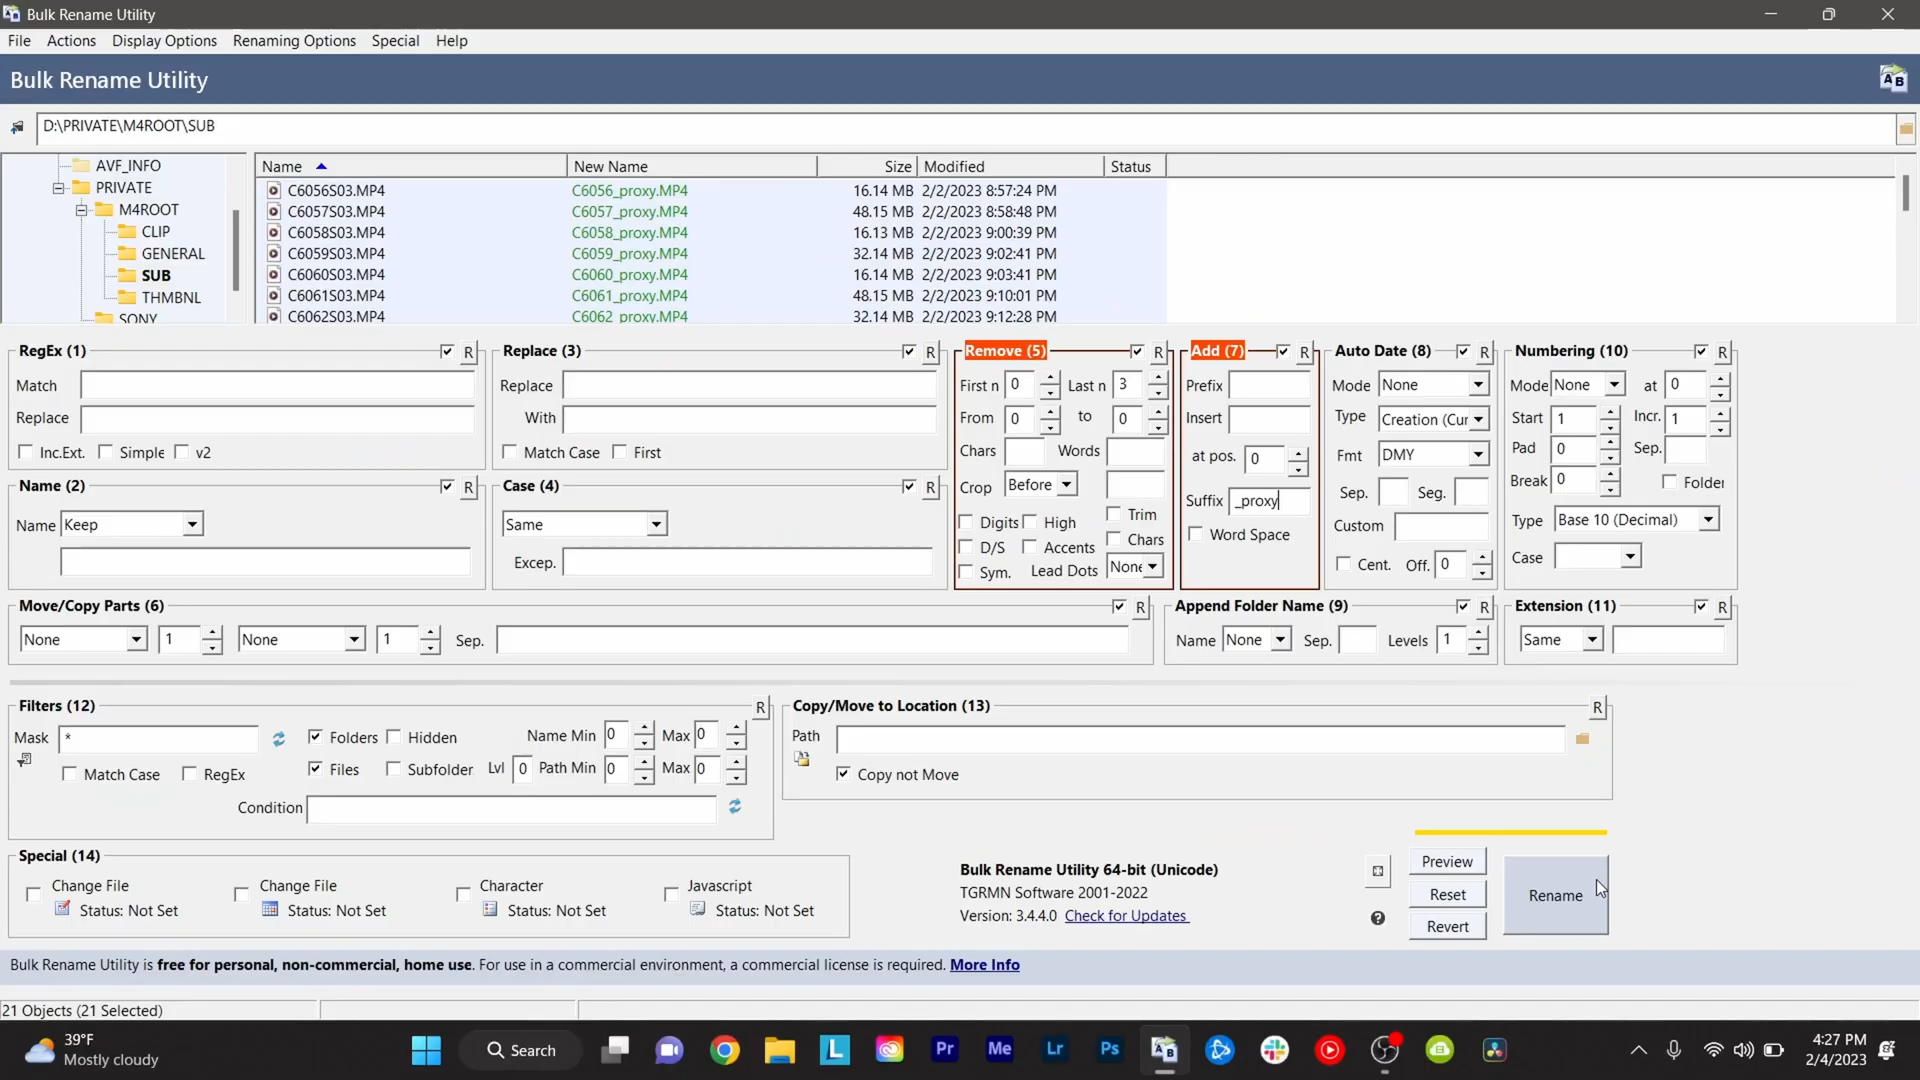 Bulk Rename Utility
File Actions Display Options Renaming Options Special Help
Bulk Rename Utility
D:\PRIVATE\M4ROOT\SUB
AVF_INFO
PRIVATE
M4ROOT
CLIP
GENERAL
SUB
THMBNL
SONY
Name New Name Size Modified Status
C6056S03.MP4 C6056_proxy.MP4 16.14 MB 2/2/2023 8:57:24 PM
C6057S03.MP4 C6057_proxy.MP4 48.15 MB 2/2/2023 8:58:48 PM
C6058S03.MP4 C6058_proxy.MP4 16.13 MB 2/2/2023 9:00:39 PM
C6059S03.MP4 C6059_proxy.MP4 32.14 MB 2/2/2023 9:02:41 PM
C6060S03.MP4 C6060_proxy.MP4 16.14 MB 2/2/2023 9:03:41 PM
C6061S03.MP4 C6061_proxy.MP4 48.15 MB 2/2/2023 9:10:01 PM
C6062S03.MP4 C6062_proxy.MP4 32.14 MB 2/2/2023 9:12:28 PM
RegEx (1) R
Match
Replace
Inc.Ext. Simple v2
Replace (3) R
Replace
With
Match Case First
Remove (5) R
First n 0 Last n 3
From 0 to 0
Chars Words
Crop Before
Digits High Trim
D/S Accents Chars
Sym. Lead Dots None
Add (7) R
Prefix
Insert
at pos. 0
Suffix _proxy
Word Space
Auto Date (8) R
Mode None
Type Creation (Cur
Fmt DMY
Sep. Seg.
Custom
Cent. Off. 0
Numbering (10) R
Mode None at 0
Start 1 Incr. 1
Pad 0 Sep.
Break 0 Folder
Type Base 10 (Decimal)
Case
Name (2) R
Name Keep
Case (4) R
Same
Excep.
Move/Copy Parts (6) R
None 1 None 1 Sep.
Append Folder Name (9) R
Name None Sep. Levels 1
Extension (11) R
Same
Filters (12) R
Mask * Folders Hidden Name Min 0 Max 0
Match Case RegEx Files Subfolder Lvl 0 Path Min 0 Max 0
Condition
Copy/Move to Location (13) R
Path
Copy not Move
Special (14)
Change File
Status: Not Set
Change File
Status: Not Set
Character
Status: Not Set
Javascript
Status: Not Set
Bulk Rename Utility 64-bit (Unicode)
TGRMN Software 2001-2022
Version: 3.4.4.0 Check for Updates
Preview
Reset
Revert
Rename
Bulk Rename Utility is free for personal, non-commercial, home use. For use in a commercial environment, a commercial license is required. More Info
21 Objects (21 Selected)
39°F
Mostly cloudy
Search
L
Pr
Me
Lr
Ps
AB
4:27 PM
2/4/2023